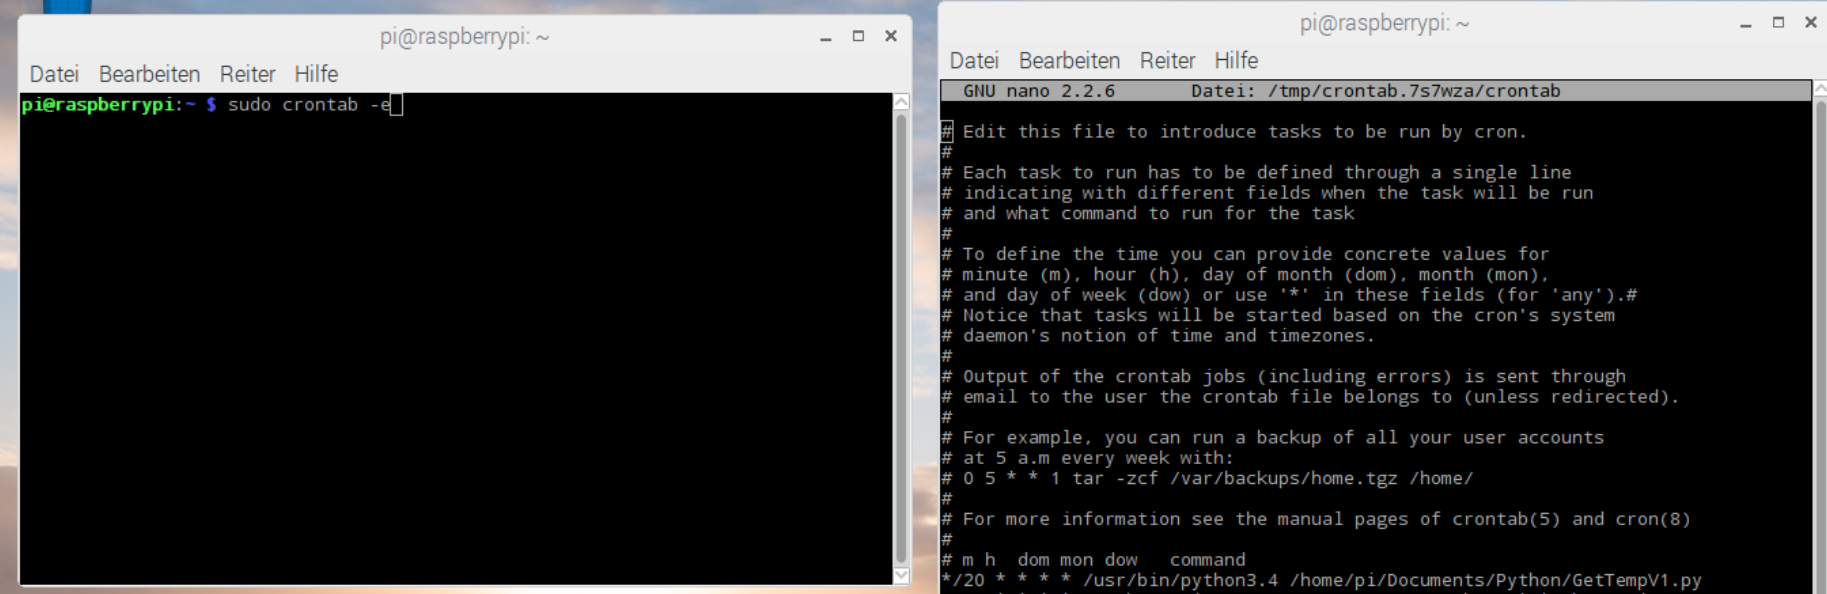 pi@raspberrypi: ~
Datei Bearbeiten Reiter Hilfe
pi@raspberrypi:~ $ sudo crontab -e
pi@raspberrypi: ~
Datei Bearbeiten Reiter Hilfe
GNU nano 2.2.6 Datei: /tmp/crontab.7s7wza/crontab
# Edit this file to introduce tasks to be run by cron.
#
# Each task to run has to be defined through a single line
# indicating with different fields when the task will be run
# and what command to run for the task
#
# To define the time you can provide concrete values for
# minute (m), hour (h), day of month (dom), month (mon),
# and day of week (dow) or use '*' in these fields (for 'any').#
# Notice that tasks will be started based on the cron's system
# daemon's notion of time and timezones.
#
# Output of the crontab jobs (including errors) is sent through
# email to the user the crontab file belongs to (unless redirected).
#
# For example, you can run a backup of all your user accounts
# at 5 a.m every week with:
# 0 5 * * 1 tar -zcf /var/backups/home.tgz /home/
#
# For more information see the manual pages of crontab(5) and cron(8)
#
# m h dom mon dow command
*/20 * * * * /usr/bin/python3.4 /home/pi/Documents/Python/GetTempV1.py